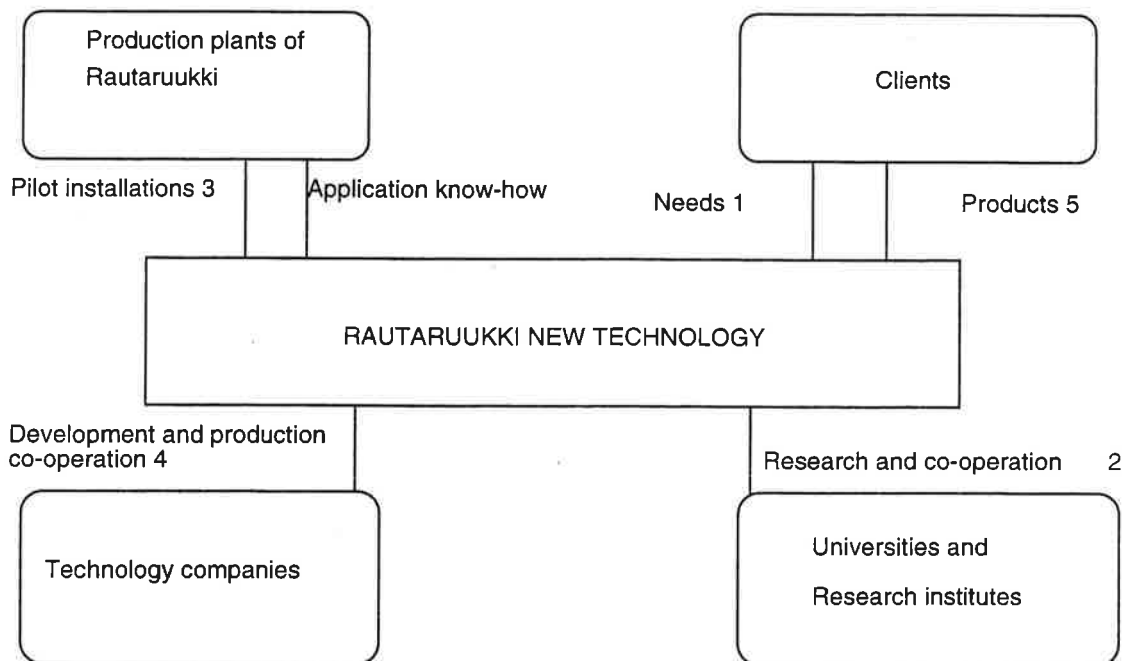 Production plants of
Rautaruukki
Clients
Pilot installations 3
Application know-how
Needs 1
Products 5
RAUTARUUKKI NEW TECHNOLOGY
Development and production
co-operation 4
Research and co-operation 2
Technology companies
Universities and
Research institutes